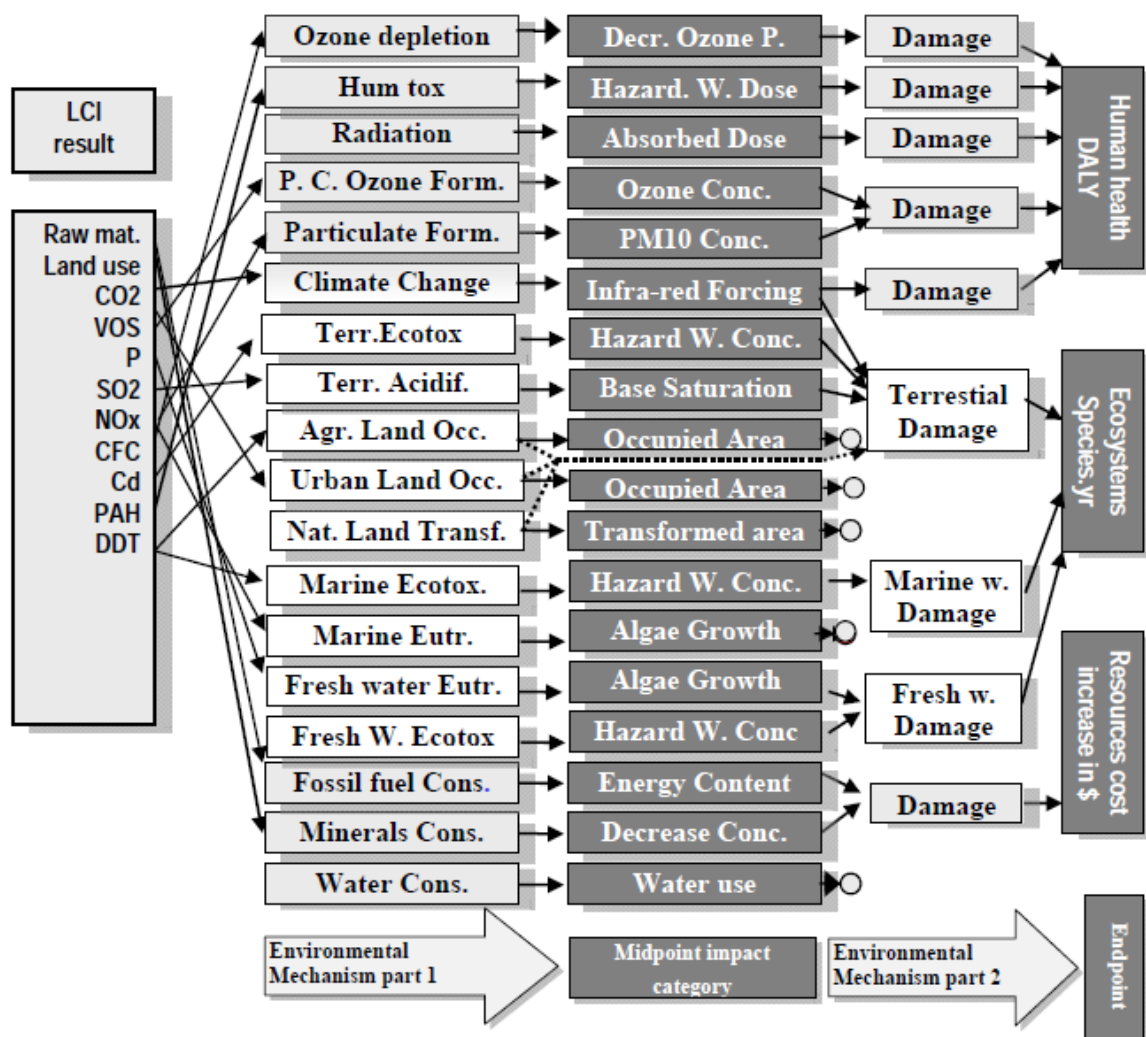 LCI
result
Raw mat.
Land use
CO2
VOS
P
SO2
NOx
CFC
Cd
PAH
DDT
Ozone depletion
Hum tox
Radiation
P. C. Ozone Form.
Particulate Form.
Climate Change
Terr.Ecotox
Terr. Acidif.
Agr. Land Occ.
Urban Land Occ.
Nat. Land Transf.
Marine Ecotox.
Marine Eutr.
Fresh water Eutr.
Fresh W. Ecotox
Fossil fuel Cons.
Minerals Cons.
Water Cons.
Decr. Ozone P.
Hazard. W. Dose
Absorbed Dose
Ozone Conc.
PM10 Conc.
Infra-red Forcing
Hazard W. Conc.
Base Saturation
Occupied Area
Occupied Area
Transformed area
Hazard W. Conc.
Algae Growth
Algae Growth
Hazard W. Conc
Energy Content
Decrease Conc.
Water use
Damage
Damage
Damage
Damage
Damage
Terrestial
Damage
Marine w.
Damage
Fresh w.
Damage
Damage
Human health
DALY
Ecosystems
Species.yr
Resources cost
increase in $
Environmental
Mechanism part 1
Midpoint impact
category
Environmental
Mechanism part 2
Endpoint